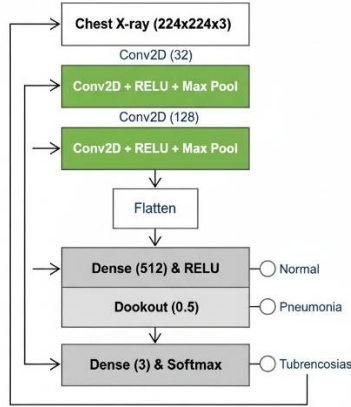 Chest X-ray (224x224x3)
Conv2D (32)
Conv2D + RELU + Max Pool
Conv2D (128)
Conv2D + RELU + Max Pool
Flatten
Dense (512) & RELU
Normal
Dookout (0.5)
Pneumonia
Dense (3) & Softmax
Tubrencosias